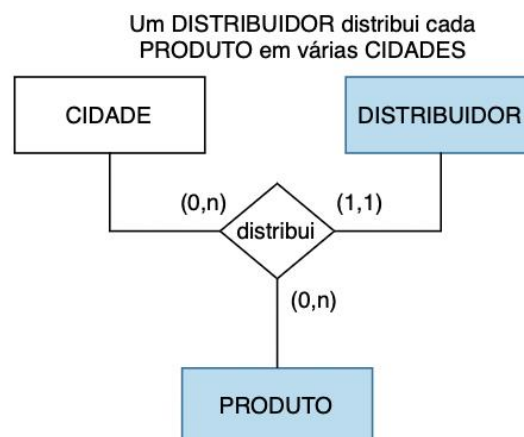 Um DISTRIBUIDOR distribui cada
PRODUTO em várias CIDADES
CIDADE
DISTRIBUIDOR
(0,n)
(1,1)
distribui
(0,n)
PRODUTO